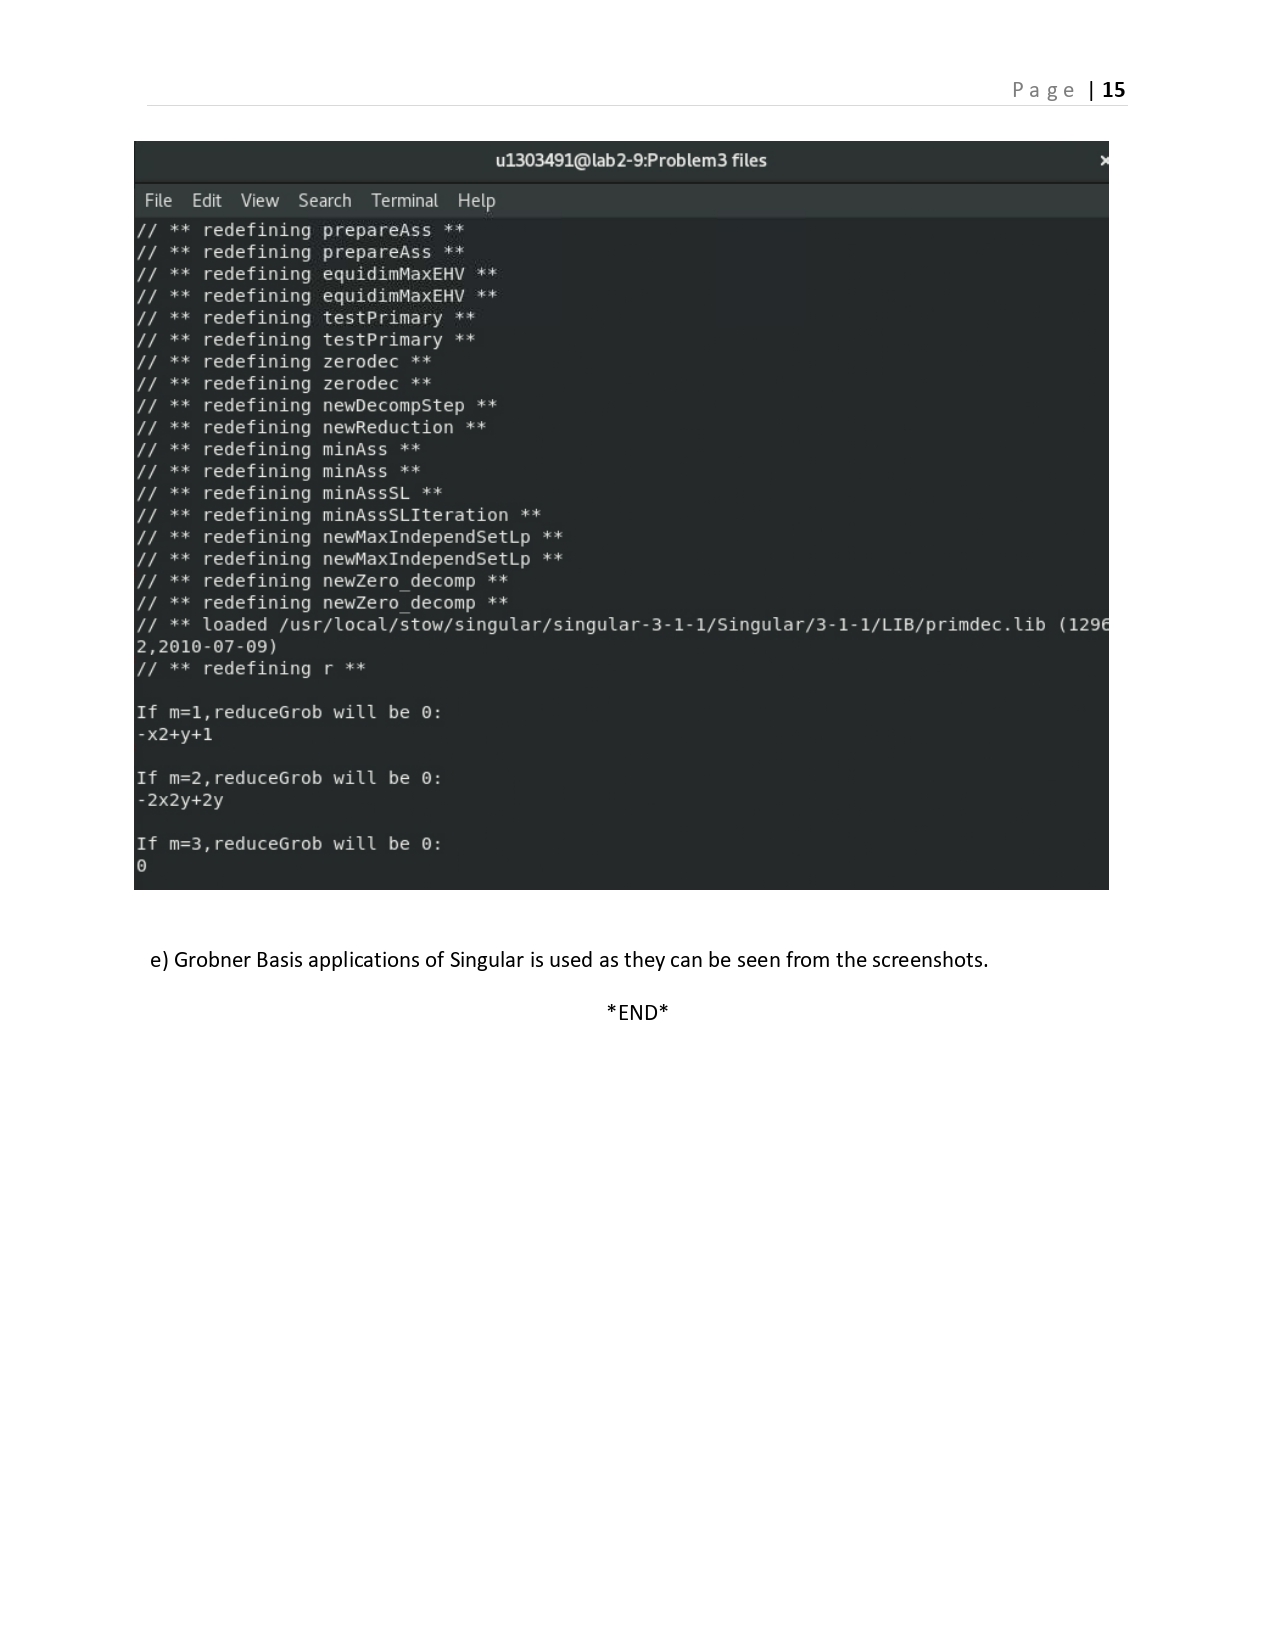 Page | 15
u1303491@lab2-9:Problem3 files ×
File Edit View Search Terminal Help
// ** redefining prepareAss **
// ** redefining prepareAss **
// ** redefining equidimMaxEHV **
// ** redefining equidimMaxEHV **
// ** redefining testPrimary **
// ** redefining testPrimary **
// ** redefining zerodec **
// ** redefining zerodec **
// ** redefining newDecompStep **
// ** redefining newReduction **
// ** redefining minAss **
// ** redefining minAss **
// ** redefining minAssSL **
// ** redefining minAssSLIteration **
// ** redefining newMaxIndependSetLp **
// ** redefining newMaxIndependSetLp **
// ** redefining newZero_decomp **
// ** redefining newZero_decomp **
// ** loaded /usr/local/stow/singular/singular-3-1-1/Singular/3-1-1/LIB/primdec.lib (1296
2,2010-07-09)
// ** redefining r **
If m=1,reduceGrob will be 0:
-x2+y+1
If m=2,reduceGrob will be 0:
-2x2y+2y
If m=3,reduceGrob will be 0:
0
e) Grobner Basis applications of Singular is used as they can be seen from the screenshots.
*END*